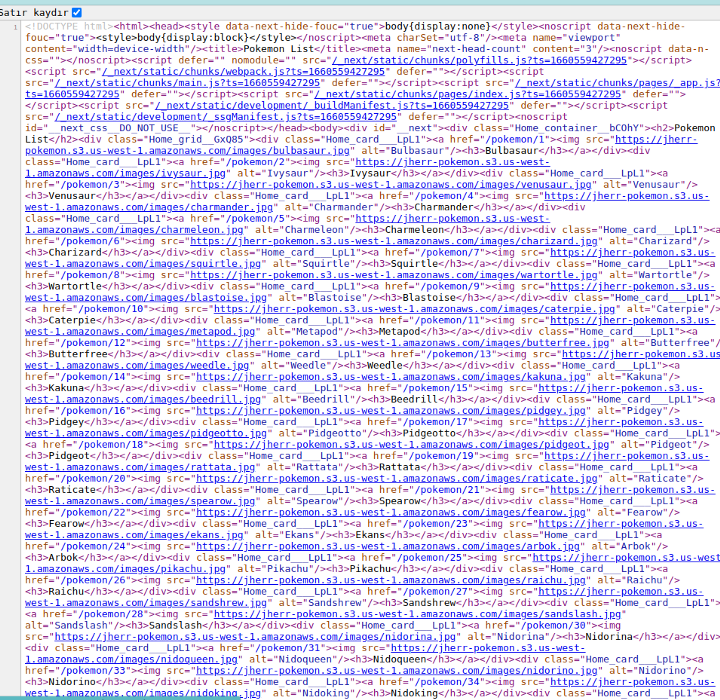 Satır kaydır
1 <!DOCTYPE html><html><head><style data-next-hide-fouc="true">body{display:none}</style><noscript data-next-hide-
fouc="true"><style>body{display:block}</style></noscript><meta charSet="utf-8"/><meta name="viewport"
content="width=device-width"/><title>Pokemon List</title><meta name="next-head-count" content="3"/><noscript data-n-
css=""></noscript><script defer="" nomodule="" src="/_next/static/chunks/polyfills.js?ts=1660559427295"></script>
<script src="/_next/static/chunks/webpack.js?ts=1660559427295" defer=""></script><script
src="/_next/static/chunks/main.js?ts=1660559427295" defer=""></script><script src="/_next/static/chunks/pages/_app.js?
ts=1660559427295" defer=""></script><script src="/_next/static/chunks/pages/index.js?ts=1660559427295" defer="">
</script><script src="/_next/static/development/_buildManifest.js?ts=1660559427295" defer=""></script><script
src="/_next/static/development/_ssgManifest.js?ts=1660559427295" defer=""></script><noscript
id="__next_css__DO_NOT_USE__"></noscript></head><body><div id="__next"><div class="Home_container__bCOhY"><h2>Pokemon
List</h2><div class="Home_grid__GxQ85"><div class="Home_card___LpL1"><a href="/pokemon/1"><img src="https://jherr-
pokemon.s3.us-west-1.amazonaws.com/images/bulbasaur.jpg" alt="Bulbasaur"/><h3>Bulbasaur</h3></a></div><div
class="Home_card___LpL1"><a href="/pokemon/2"><img src="https://jherr-pokemon.s3.us-west-
1.amazonaws.com/images/ivysaur.jpg" alt="Ivysaur"/><h3>Ivysaur</h3></a></div><div class="Home_card___LpL1"><a
href="/pokemon/3"><img src="https://jherr-pokemon.s3.us-west-1.amazonaws.com/images/venusaur.jpg" alt="Venusaur"/>
<h3>Venusaur</h3></a></div><div class="Home_card___LpL1"><a href="/pokemon/4"><img src="https://jherr-pokemon.s3.us-
west-1.amazonaws.com/images/charmander.jpg" alt="Charmander"/><h3>Charmander</h3></a></div><div
class="Home_card___LpL1"><a href="/pokemon/5"><img src="https://jherr-pokemon.s3.us-west-
1.amazonaws.com/images/charmeleon.jpg" alt="Charmeleon"/><h3>Charmeleon</h3></a></div><div class="Home_card___LpL1"><a
href="/pokemon/6"><img src="https://jherr-pokemon.s3.us-west-1.amazonaws.com/images/charizard.jpg" alt="Charizard"/>
<h3>Charizard</h3></a></div><div class="Home_card___LpL1"><a href="/pokemon/7"><img src="https://jherr-pokemon.s3.us-
west-1.amazonaws.com/images/squirtle.jpg" alt="Squirtle"/><h3>Squirtle</h3></a></div><div class="Home_card___LpL1"><a
href="/pokemon/8"><img src="https://jherr-pokemon.s3.us-west-1.amazonaws.com/images/wartortle.jpg" alt="Wartortle"/>
<h3>Wartortle</h3></a></div><div class="Home_card___LpL1"><a href="/pokemon/9"><img src="https://jherr-pokemon.s3.us-
west-1.amazonaws.com/images/blastoise.jpg" alt="Blastoise"/><h3>Blastoise</h3></a></div><div class="Home_card___LpL1">
<a href="/pokemon/10"><img src="https://jherr-pokemon.s3.us-west-1.amazonaws.com/images/caterpie.jpg" alt="Caterpie"/>
<h3>Caterpie</h3></a></div><div class="Home_card___LpL1"><a href="/pokemon/11"><img src="https://jherr-pokemon.s3.us-
west-1.amazonaws.com/images/metapod.jpg" alt="Metapod"/><h3>Metapod</h3></a></div><div class="Home_card___LpL1"><a
href="/pokemon/12"><img src="https://jherr-pokemon.s3.us-west-1.amazonaws.com/images/butterfree.jpg" alt="Butterfree"/
><h3>Butterfree</h3></a></div><div class="Home_card___LpL1"><a href="/pokemon/13"><img src="https://jherr-pokemon.s3.us-
west-1.amazonaws.com/images/weedle.jpg" alt="Weedle"/><h3>Weedle</h3></a></div><div class="Home_card___LpL1"><a
href="/pokemon/14"><img src="https://jherr-pokemon.s3.us-west-1.amazonaws.com/images/kakuna.jpg" alt="Kakuna"/>
<h3>Kakuna</h3></a></div><div class="Home_card___LpL1"><a href="/pokemon/15"><img src="https://jherr-pokemon.s3.us-
west-1.amazonaws.com/images/beedrill.jpg" alt="Beedrill"/><h3>Beedrill</h3></a></div><div class="Home_card___LpL1"><a
href="/pokemon/16"><img src="https://jherr-pokemon.s3.us-west-1.amazonaws.com/images/pidgey.jpg" alt="Pidgey"/>
<h3>Pidgey</h3></a></div><div class="Home_card___LpL1"><a href="/pokemon/17"><img src="https://jherr-pokemon.s3.us-
west-1.amazonaws.com/images/pidgeotto.jpg" alt="Pidgeotto"/><h3>Pidgeotto</h3></a></div><div class="Home_card___LpL1">
<a href="/pokemon/18"><img src="https://jherr-pokemon.s3.us-west-1.amazonaws.com/images/pidgeot.jpg" alt="Pidgeot"/>
<h3>Pidgeot</h3></a></div><div class="Home_card___LpL1"><a href="/pokemon/19"><img src="https://jherr-pokemon.s3.us-
west-1.amazonaws.com/images/rattata.jpg" alt="Rattata"/><h3>Rattata</h3></a></div><div class="Home_card___LpL1"><a
href="/pokemon/20"><img src="https://jherr-pokemon.s3.us-west-1.amazonaws.com/images/raticate.jpg" alt="Raticate"/>
<h3>Raticate</h3></a></div><div class="Home_card___LpL1"><a href="/pokemon/21"><img src="https://jherr-pokemon.s3.us-
west-1.amazonaws.com/images/spearow.jpg" alt="Spearow"/><h3>Spearow</h3></a></div><div class="Home_card___LpL1"><a
href="/pokemon/22"><img src="https://jherr-pokemon.s3.us-west-1.amazonaws.com/images/fearow.jpg" alt="Fearow"/>
<h3>Fearow</h3></a></div><div class="Home_card___LpL1"><a href="/pokemon/23"><img src="https://jherr-pokemon.s3.us-
west-1.amazonaws.com/images/ekans.jpg" alt="Ekans"/><h3>Ekans</h3></a></div><div class="Home_card___LpL1"><a
href="/pokemon/24"><img src="https://jherr-pokemon.s3.us-west-1.amazonaws.com/images/arbok.jpg" alt="Arbok"/>
<h3>Arbok</h3></a></div><div class="Home_card___LpL1"><a href="/pokemon/25"><img src="https://jherr-pokemon.s3.us-west-
1.amazonaws.com/images/pikachu.jpg" alt="Pikachu"/><h3>Pikachu</h3></a></div><div class="Home_card___LpL1"><a
href="/pokemon/26"><img src="https://jherr-pokemon.s3.us-west-1.amazonaws.com/images/raichu.jpg" alt="Raichu"/>
<h3>Raichu</h3></a></div><div class="Home_card___LpL1"><a href="/pokemon/27"><img src="https://jherr-pokemon.s3.us-
west-1.amazonaws.com/images/sandshrew.jpg" alt="Sandshrew"/><h3>Sandshrew</h3></a></div><div class="Home_card___LpL1">
<a href="/pokemon/28"><img src="https://jherr-pokemon.s3.us-west-1.amazonaws.com/images/sandslash.jpg"
alt="Sandslash"/><h3>Sandslash</h3></a></div><div class="Home_card___LpL1"><a href="/pokemon/30"><img
src="https://jherr-pokemon.s3.us-west-1.amazonaws.com/images/nidorina.jpg" alt="Nidorina"/><h3>Nidorina</h3></a></div>
<div class="Home_card___LpL1"><a href="/pokemon/31"><img src="https://jherr-pokemon.s3.us-west-
1.amazonaws.com/images/nidoqueen.jpg" alt="Nidoqueen"/><h3>Nidoqueen</h3></a></div><div class="Home_card___LpL1"><a
href="/pokemon/33"><img src="https://jherr-pokemon.s3.us-west-1.amazonaws.com/images/nidorino.jpg" alt="Nidorino"/>
<h3>Nidorino</h3></a></div><div class="Home_card___LpL1"><a href="/pokemon/34"><img src="https://jherr-pokemon.s3.us-
west-1.amazonaws.com/images/nidoking.jpg" alt="Nidoking"/><h3>Nidoking</h3></a></div><div class="Home_card___LpL1"><a